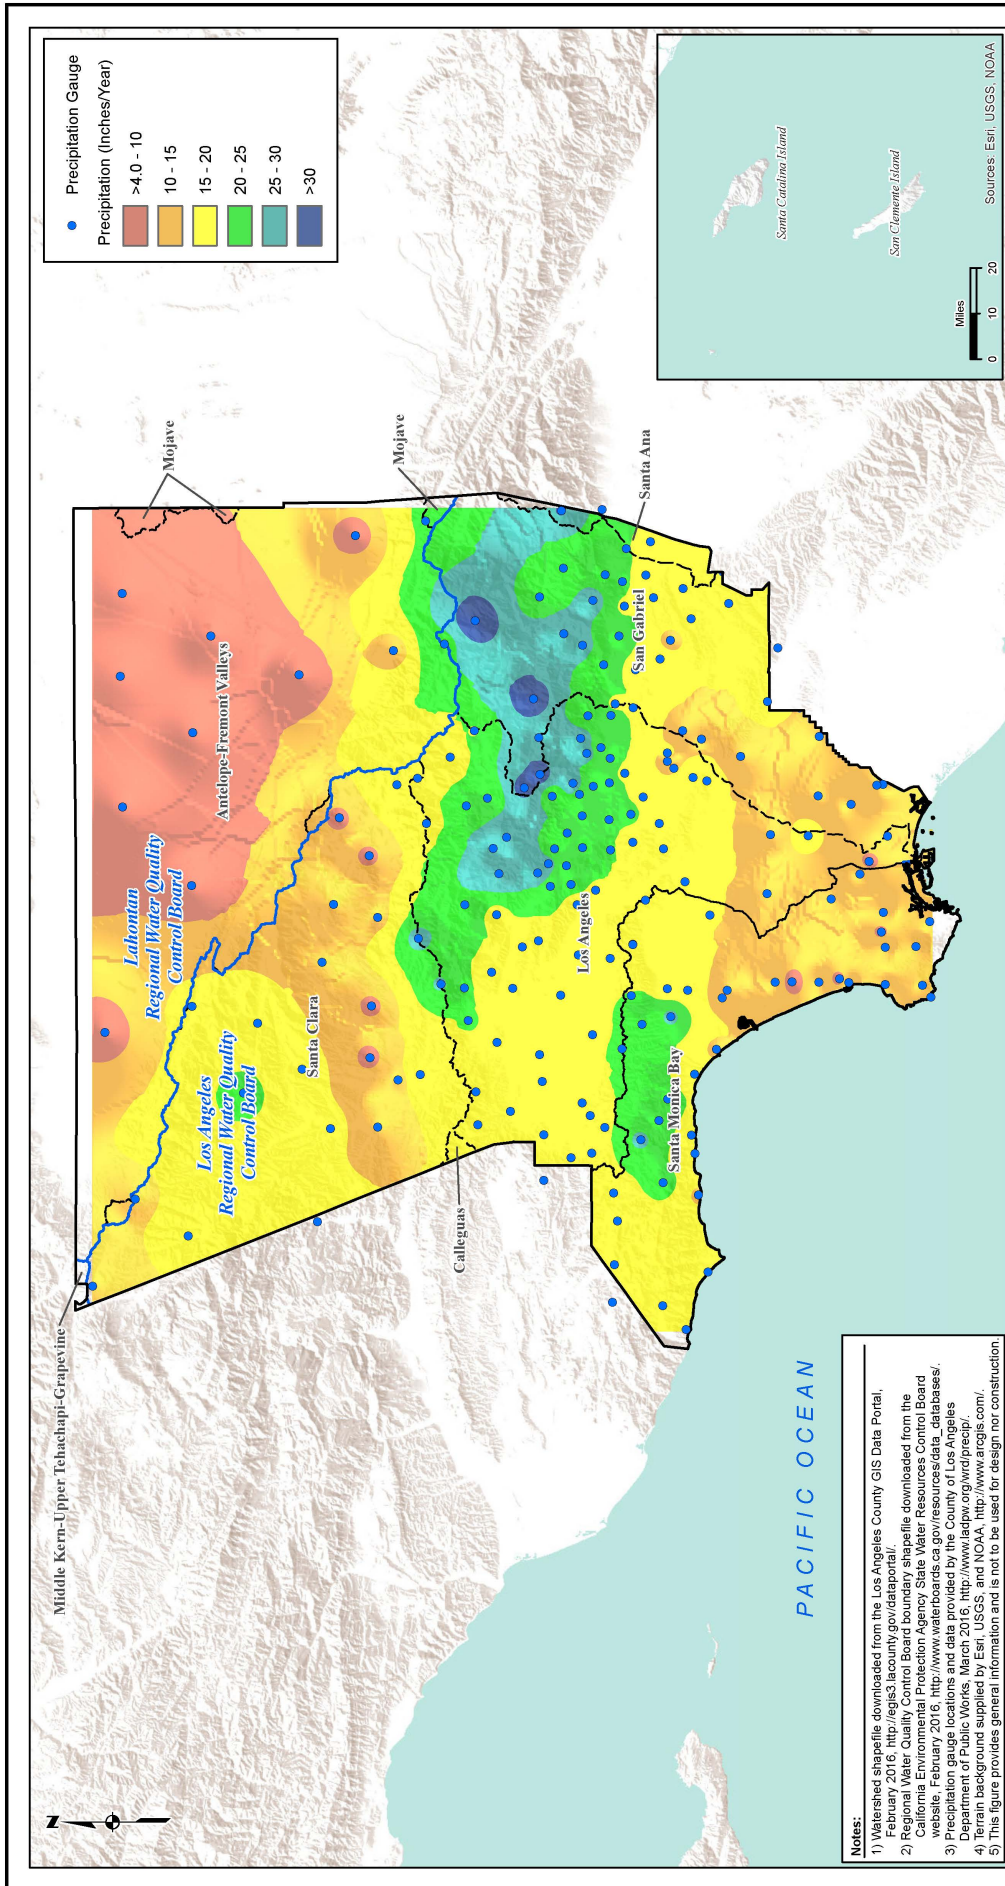 Precipitation Gauge
Precipitation (Inches/Year)
>4.0 - 10
10 - 15
15 - 20
20 - 25
25 - 30
>30
Middle Kern-Upper Tehachapi-Grapevine
Mojave
Antelope-Fremont Valleys
Lahontan
Regional Water Quality
Control Board
Los Angeles
Regional Water Quality
Control Board
Santa Clara
Mojave
Calleguas
Santa Ana
San Gabriel
Los Angeles
Santa Monica Bay
PACIFIC OCEAN
Santa Catalina Island
San Clemente Island
Miles
0 10 20
Sources: Esri, USGS, NOAA
N
Notes:
1) Watershed shapefile downloaded from the Los Angeles County GIS Data Portal,
February 2016, http://egis3.lacounty.gov/dataportal/.
2) Regional Water Quality Control Board boundary shapefile downloaded from the
California Environmental Protection Agency State Water Resources Control Board
website, February 2016, http://www.waterboards.ca.gov/resources/data_databases/.
3) Precipitation gauge locations and data provided by the County of Los Angeles
Department of Public Works, March 2016, http://www.ladpw.org/wrd/precip/.
4) Terrain background supplied by Esri, USGS, and NOAA, http://www.arcgis.com/.
5) This figure provides general information and is not to be used for design nor construction.